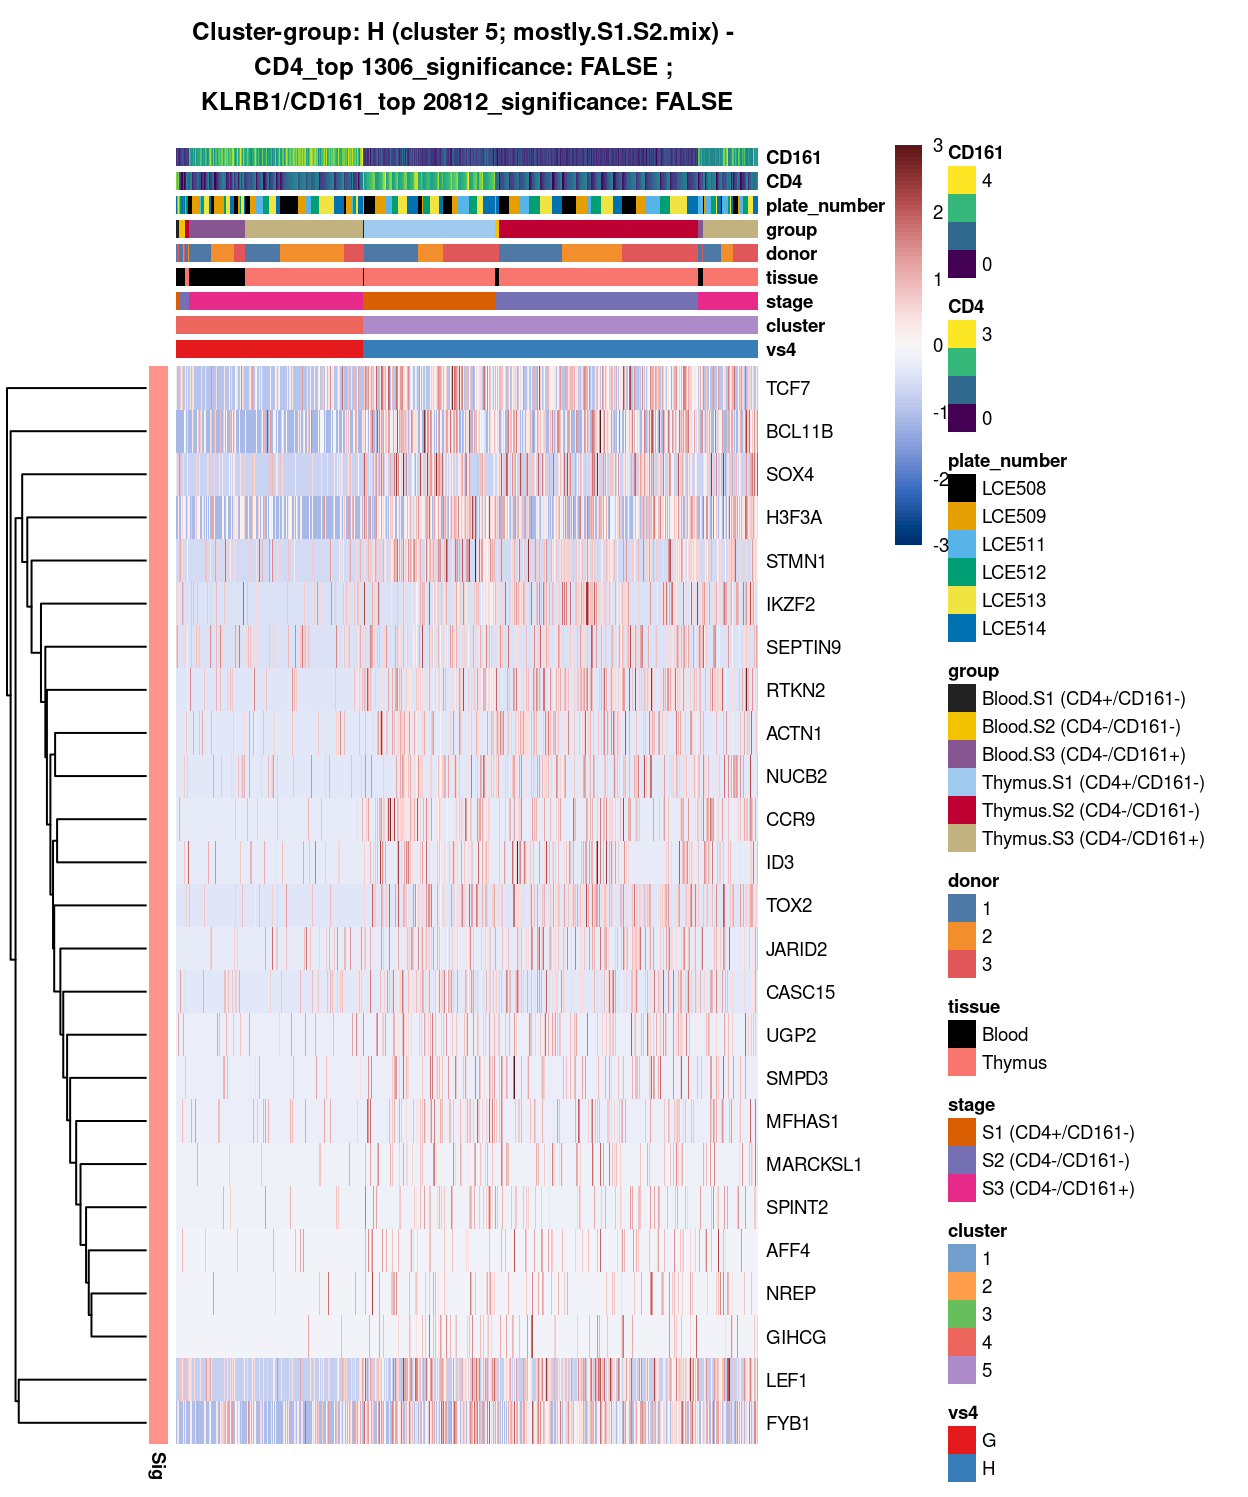 Cluster-group: H (cluster 5; mostly.S1.S2.mix) -
CD4_top 1306_significance: FALSE ;
KLRB1/CD161_top 20812_significance: FALSE
CD161
CD4
plate_number
group
donor
tissue
stage
cluster
vs4
TCF7
BCL11B
SOX4
H3F3A
STMN1
IKZF2
SEPTIN9
RTKN2
ACTN1
NUCB2
CCR9
ID3
TOX2
JARID2
CASC15
UGP2
SMPD3
MFHAS1
MARCKSL1
SPINT2
AFF4
NREP
GIHCG
LEF1
FYB1
Sig
3
2
1
0
-1
-2
-3
CD161
4
0
CD4
3
0
plate_number
LCE508
LCE509
LCE511
LCE512
LCE513
LCE514
group
Blood.S1 (CD4+/CD161-)
Blood.S2 (CD4-/CD161-)
Blood.S3 (CD4-/CD161+)
Thymus.S1 (CD4+/CD161-)
Thymus.S2 (CD4-/CD161-)
Thymus.S3 (CD4-/CD161+)
donor
1
2
3
tissue
Blood
Thymus
stage
S1 (CD4+/CD161-)
S2 (CD4-/CD161-)
S3 (CD4-/CD161+)
cluster
1
2
3
4
5
vs4
G
H